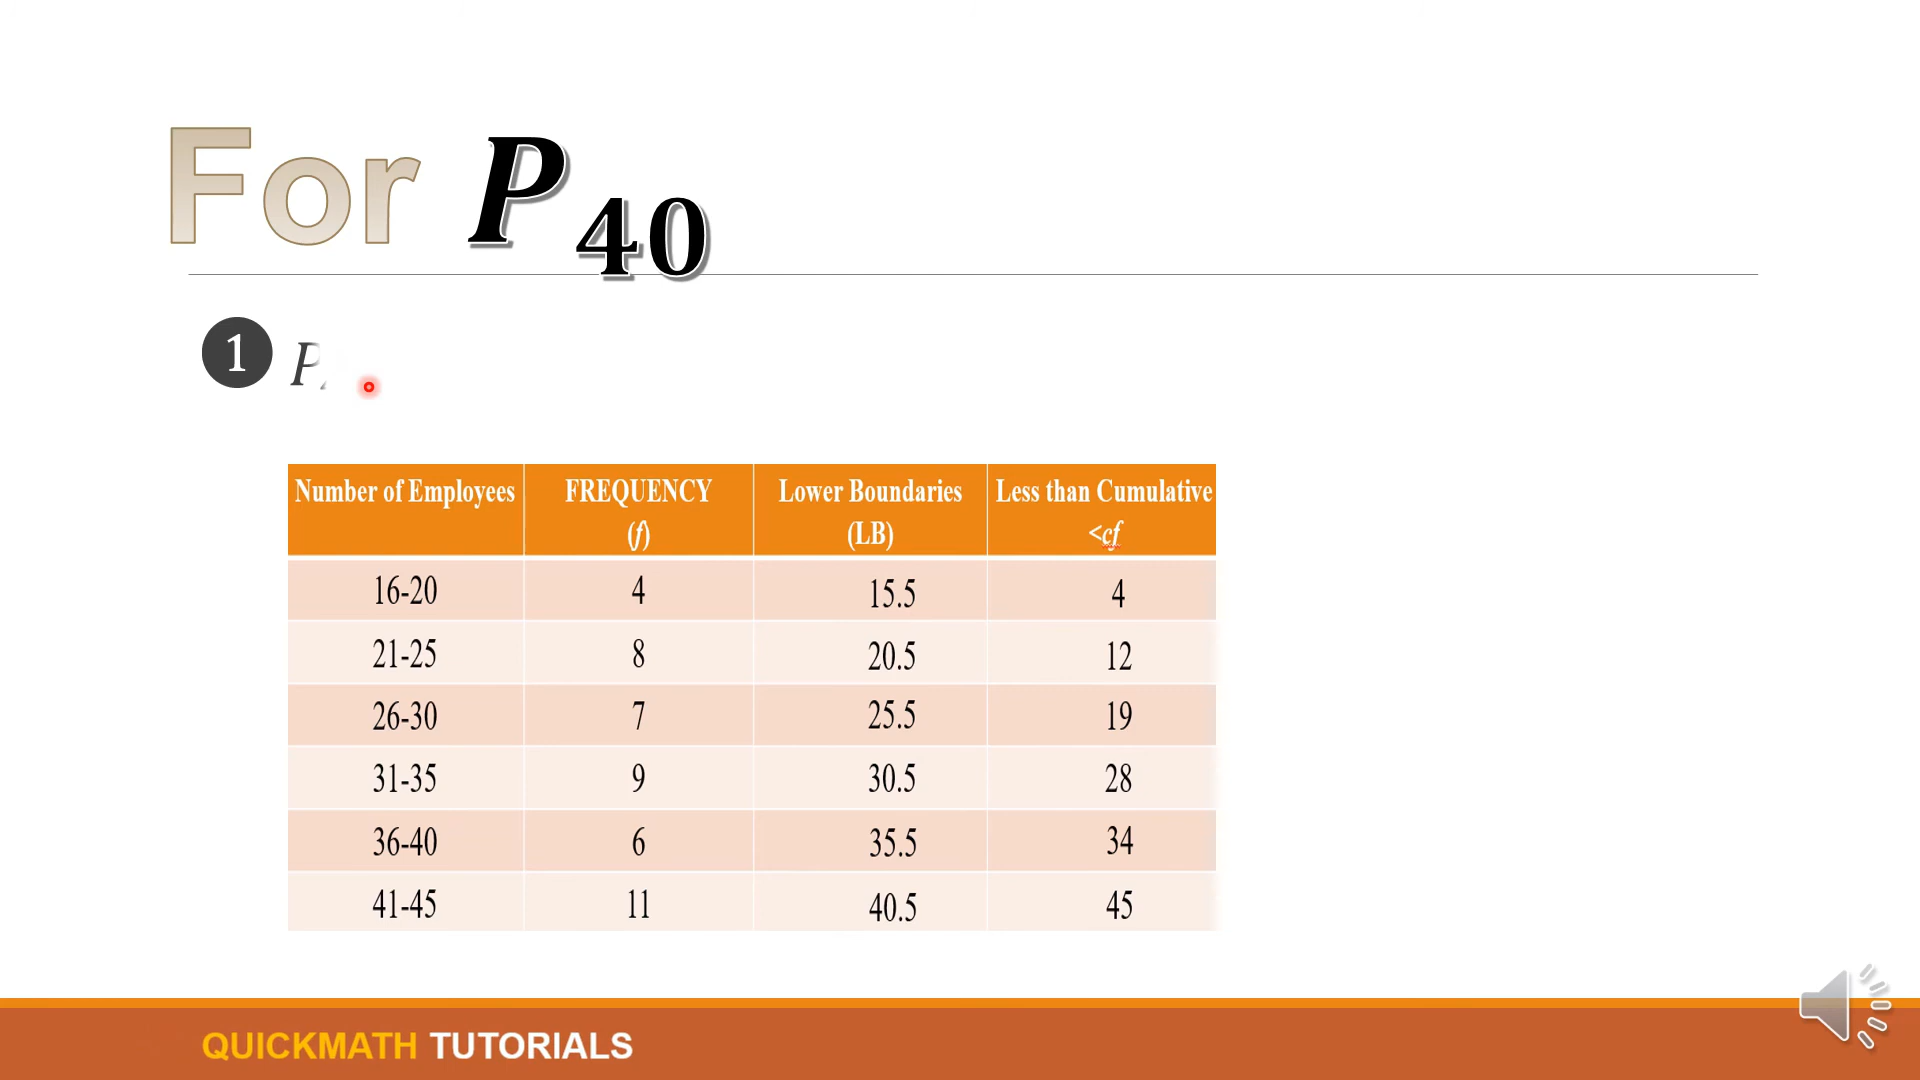 For P40
1 P
Number of Employees FREQUENCY (f) Lower Boundaries (LB) Less than Cumulative <cf
16-20 4 15.5 4
21-25 8 20.5 12
26-30 7 25.5 19
31-35 9 30.5 28
36-40 6 35.5 34
41-45 11 40.5 45
QUICKMATH TUTORIALS